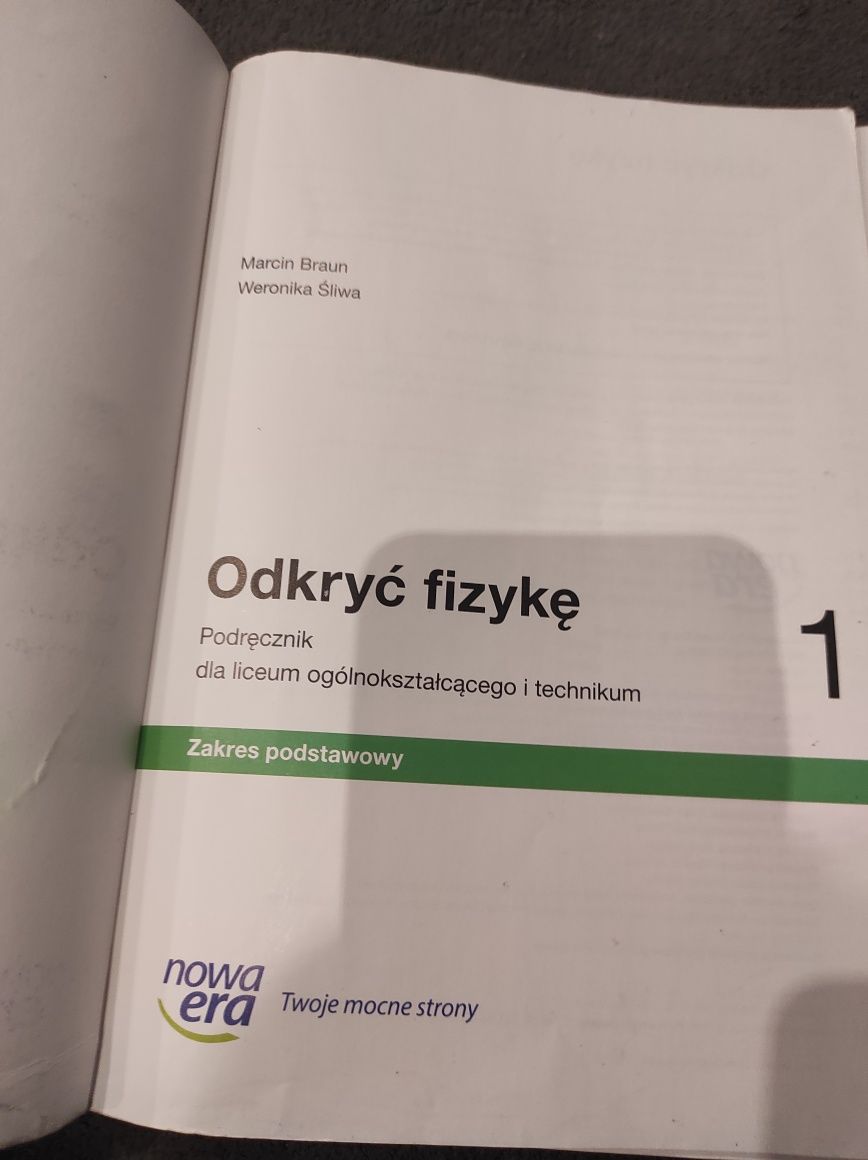 Marcin Braun
Weronika Śliwa
Odkryć fizykę
1
Podręcznik
dla liceum ogólnokształcącego i technikum
Zakres podstawowy
nowa
era
Twoje mocne strony